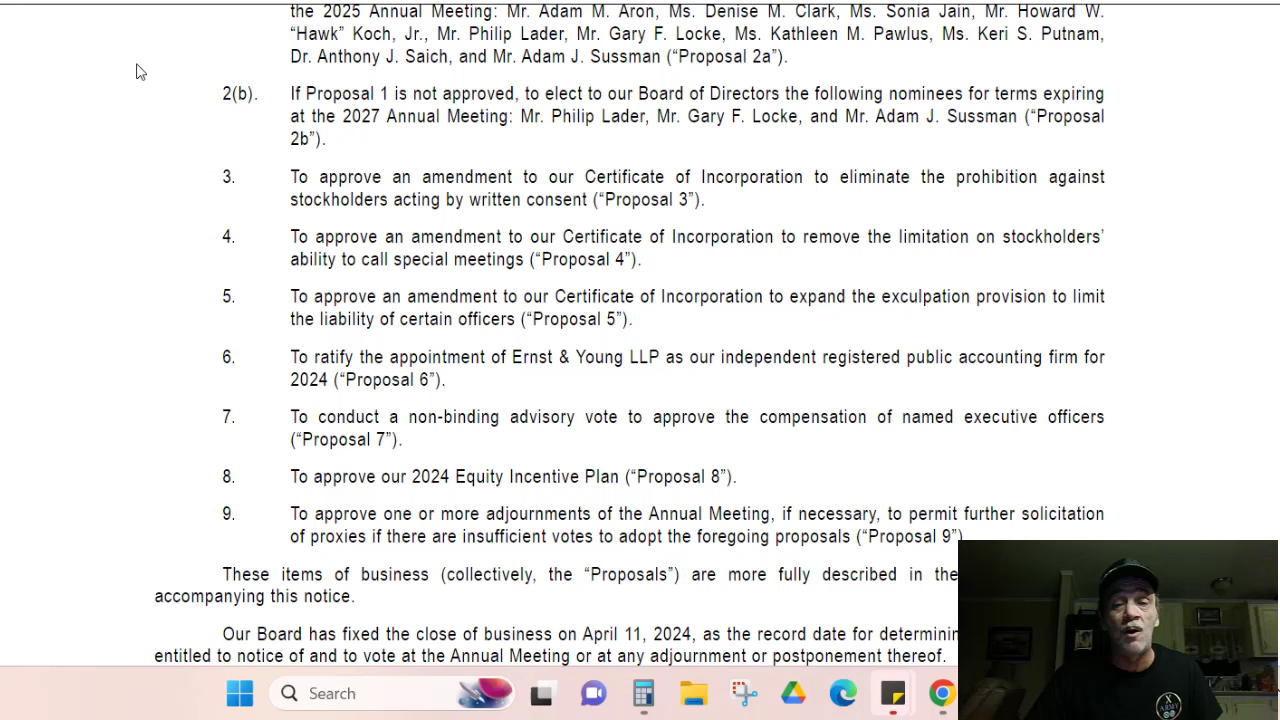 the 2025 Annual Meeting: Mr. Adam M. Aron, Ms. Denise M. Clark, Ms. Sonia Jain, Mr. Howard W.
“Hawk” Koch, Jr., Mr. Philip Lader, Mr. Gary F. Locke, Ms. Kathleen M. Pawlus, Ms. Keri S. Putnam,
Dr. Anthony J. Saich, and Mr. Adam J. Sussman (“Proposal 2a”).
2(b). If Proposal 1 is not approved, to elect to our Board of Directors the following nominees for terms expiring
at the 2027 Annual Meeting: Mr. Philip Lader, Mr. Gary F. Locke, and Mr. Adam J. Sussman (“Proposal
2b”).
3. To approve an amendment to our Certificate of Incorporation to eliminate the prohibition against
stockholders acting by written consent (“Proposal 3”).
4. To approve an amendment to our Certificate of Incorporation to remove the limitation on stockholders’
ability to call special meetings (“Proposal 4”).
5. To approve an amendment to our Certificate of Incorporation to expand the exculpation provision to limit
the liability of certain officers (“Proposal 5”).
6. To ratify the appointment of Ernst & Young LLP as our independent registered public accounting firm for
2024 (“Proposal 6”).
7. To conduct a non-binding advisory vote to approve the compensation of named executive officers
(“Proposal 7”).
8. To approve our 2024 Equity Incentive Plan (“Proposal 8”).
9. To approve one or more adjournments of the Annual Meeting, if necessary, to permit further solicitation
of proxies if there are insufficient votes to adopt the foregoing proposals (“Proposal 9”)
These items of business (collectively, the “Proposals”) are more fully described in the
accompanying this notice.
Our Board has fixed the close of business on April 11, 2024, as the record date for determinin
entitled to notice of and to vote at the Annual Meeting or at any adjournment or postponement thereof.
Search
X
ARMY